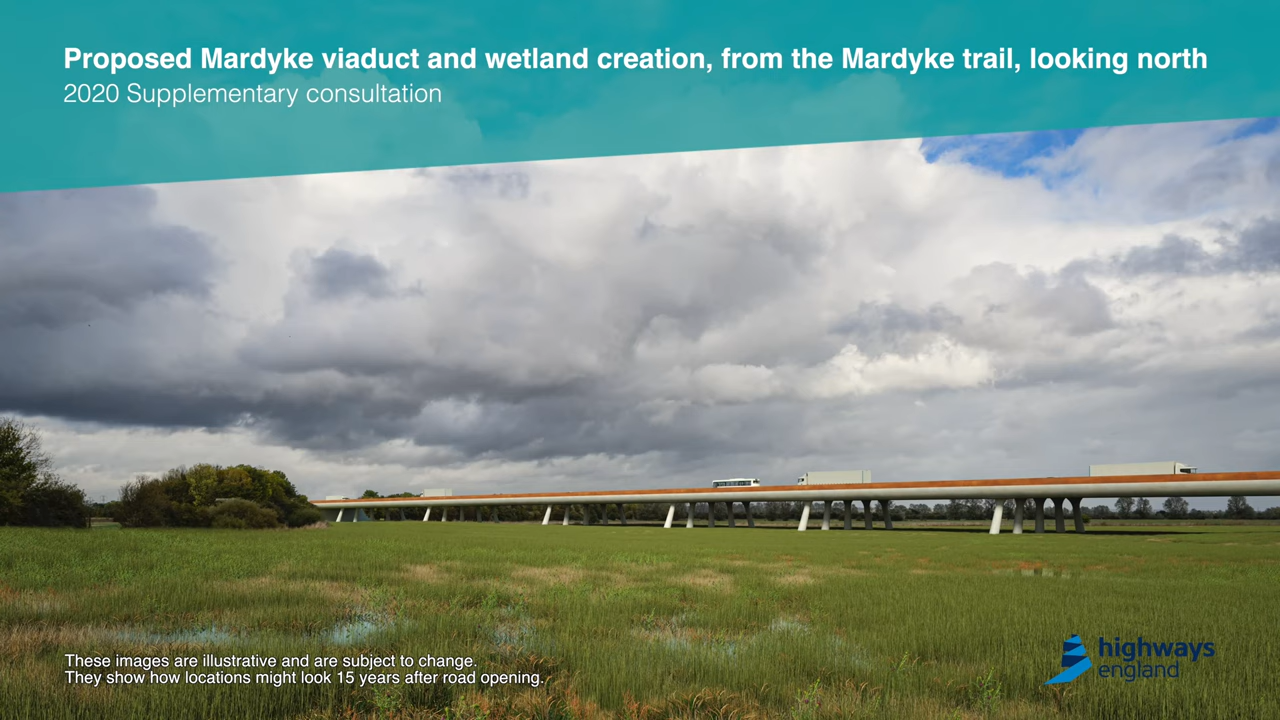 Proposed Mardyke viaduct and wetland creation, from the Mardyke trail, looking north
2020 Supplementary consultation
These images are illustrative and are subject to change.
They show how locations might look 15 years after road opening.
highways
england